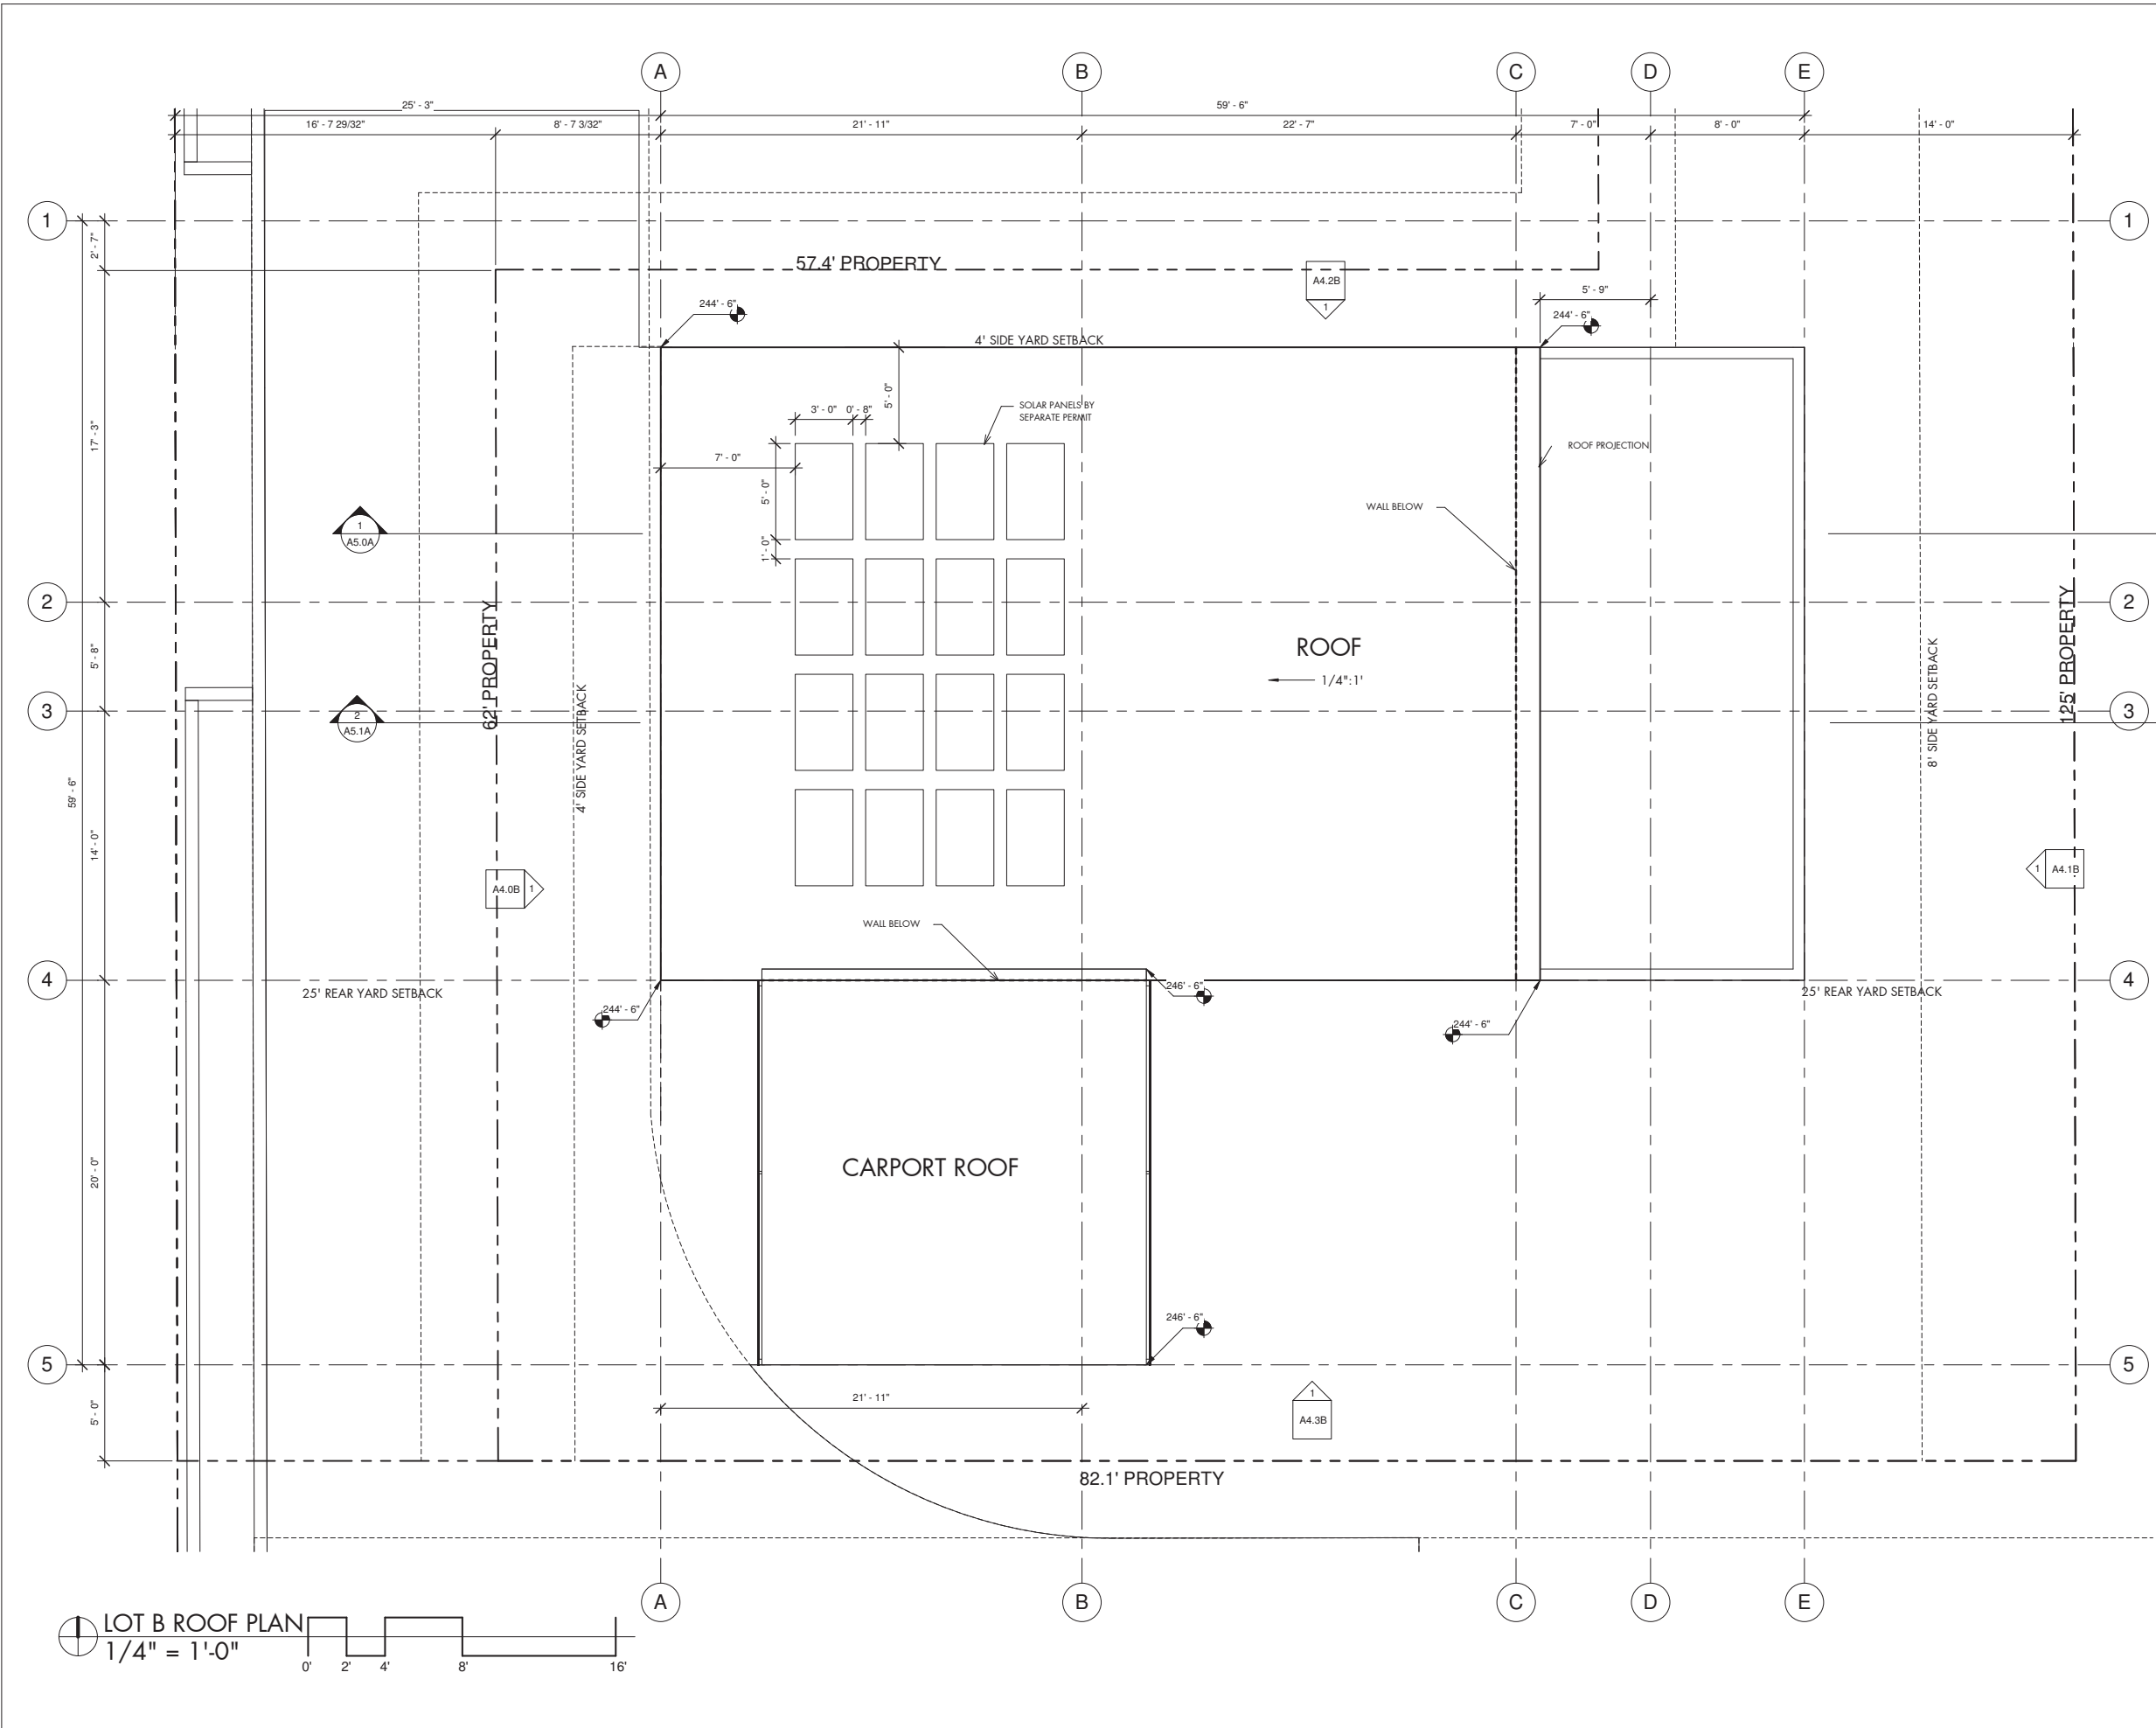 A B C D E
25' - 3" 59' - 6"
16' - 7 29/32" 8' - 7 3/32" 21' - 11" 22' - 7" 7' - 0" 8' - 0" 14' - 0"
1 1
2' - 7"
57.4' PROPERTY
A4.2B
1
5' - 9"
244' - 6" 244' - 6"
4' SIDE YARD SETBACK
5' - 0"
3' - 0" 0' - 8"
SOLAR PANELS BY
SEPARATE PERMIT
17' - 3"
ROOF PROJECTION
7' - 0"
5' - 0"
WALL BELOW
1
A5.0A
1' - 0"
2 2
62' PROPERTY
125' PROPERTY
5' - 8"
ROOF
1/4":1'
8' SIDE YARD SETBACK
3 3
2
A5.1A
4' SIDE YARD SETBACK
59' - 6"
14' - 0"
A4.0B 1
1 A4.1B
WALL BELOW
4 4
25' REAR YARD SETBACK
246' - 6"
25' REAR YARD SETBACK
244' - 6"
244' - 6"
20' - 0"
CARPORT ROOF
246' - 6"
5 5
5' - 0"
21' - 11"
1
A4.3B
82.1' PROPERTY
A B C D E
LOT B ROOF PLAN
1/4" = 1'-0"
0' 2' 4' 8' 16'